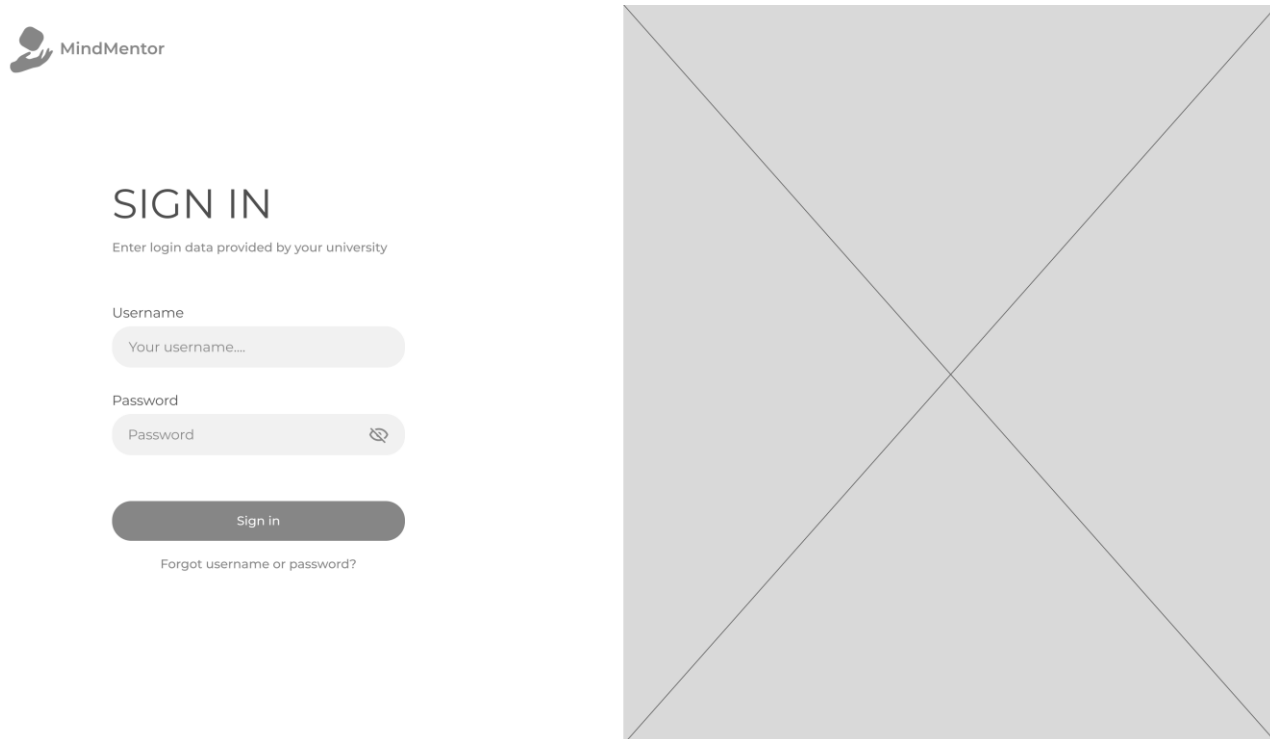 MindMentor
SIGN IN
Enter login data provided by your university
Username
Your username....
Password
Password
Sign in
Forgot username or password?